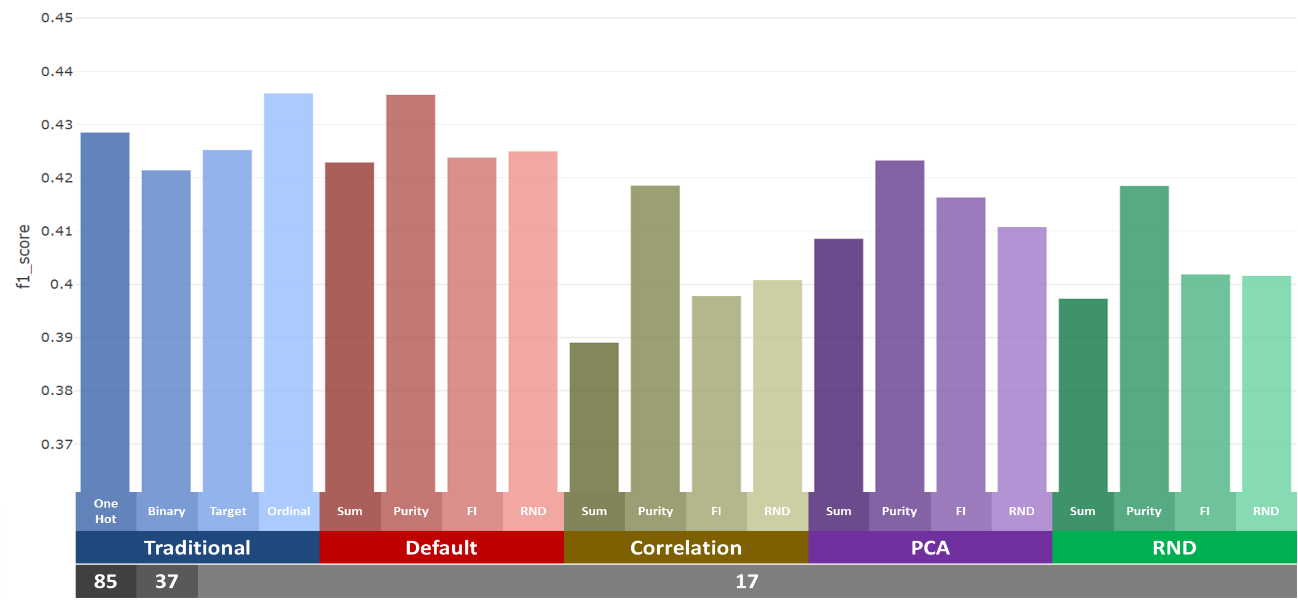 0.45
0.44
0.43
0.42
0.41
0.4
0.39
0.38
0.37
f1_score
One Hot Binary Target Ordinal Sum Purity FI RND Sum Purity FI RND Sum Purity FI RND Sum Purity FI RND
Traditional Default Correlation PCA RND
85 37 17